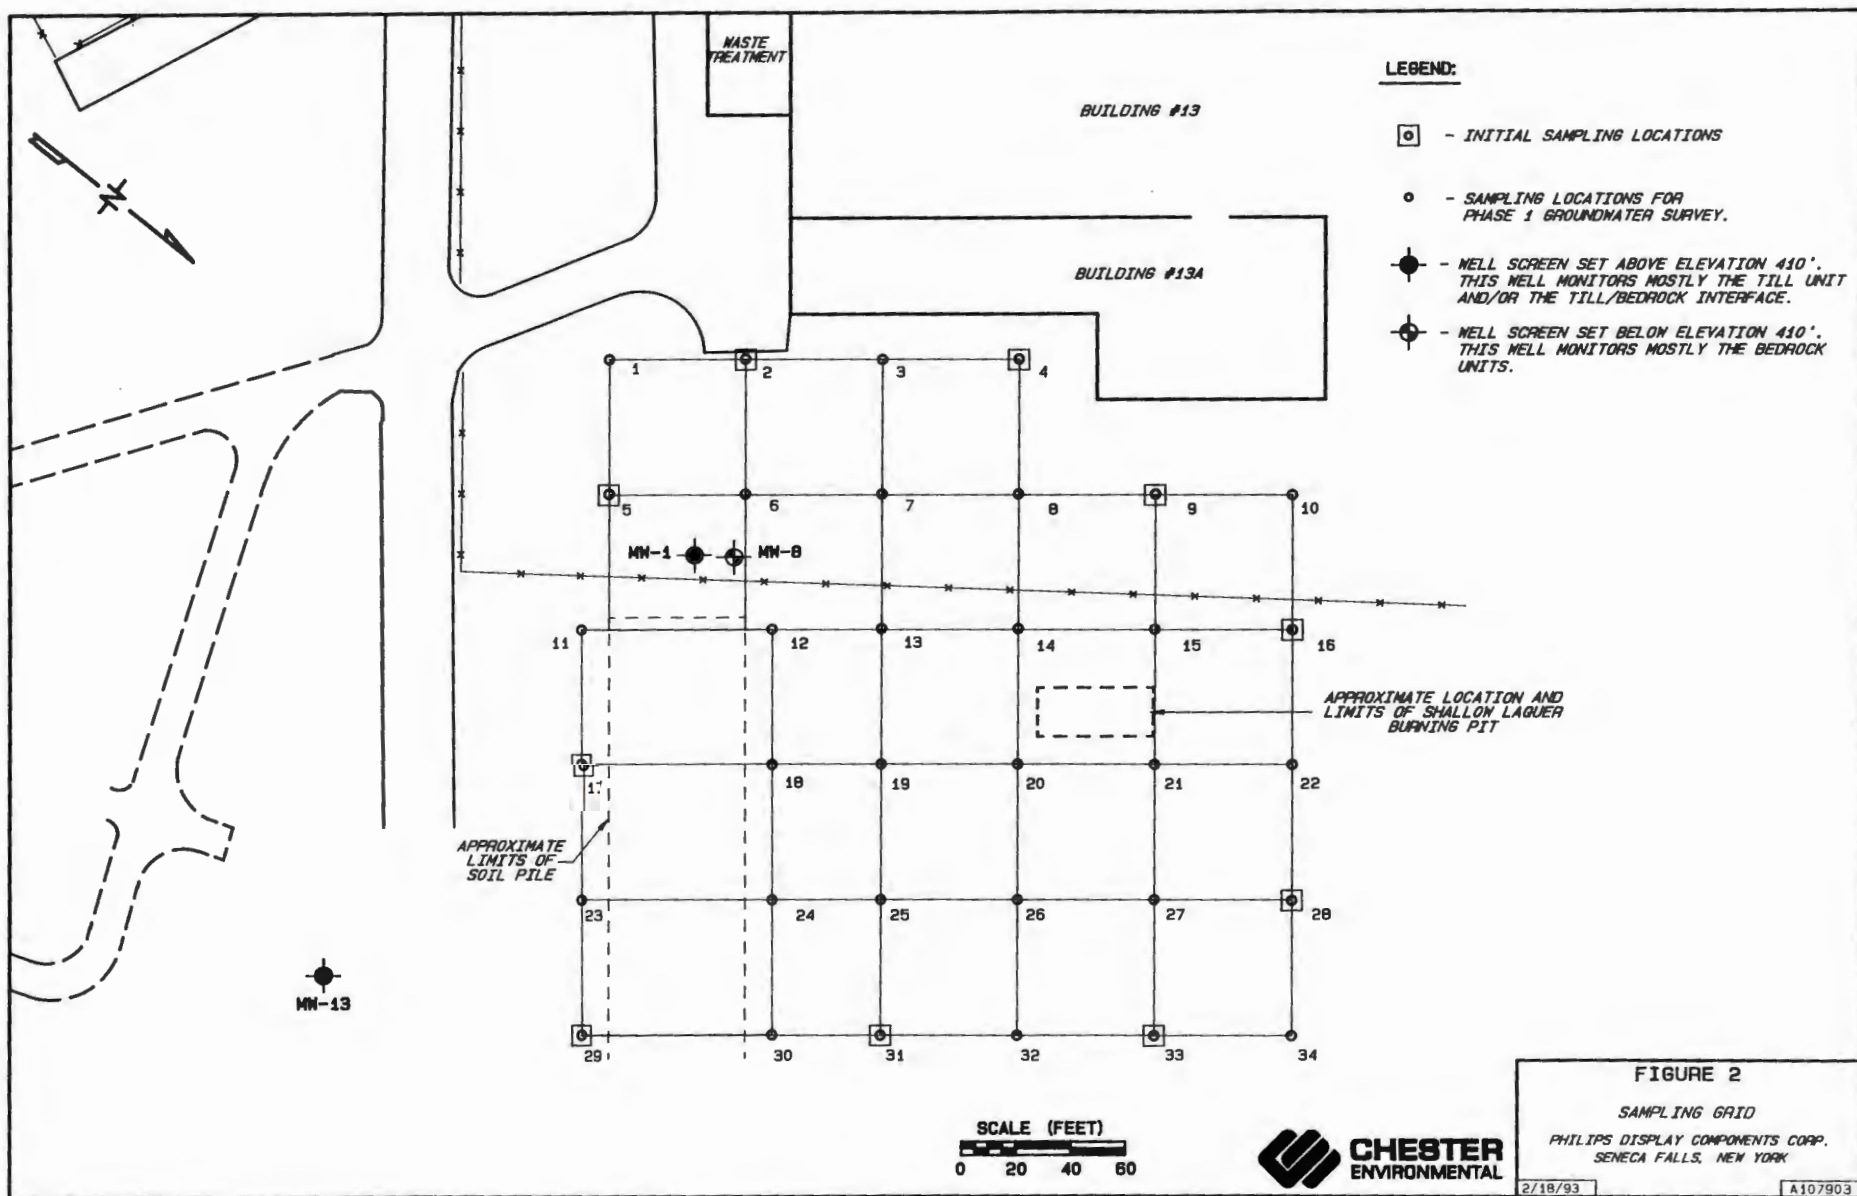 WASTE
TREATMENT
BUILDING #13
BUILDING #13A
LEGEND:
- INITIAL SAMPLING LOCATIONS
- SAMPLING LOCATIONS FOR
PHASE 1 GROUNDWATER SURVEY.
- WELL SCREEN SET ABOVE ELEVATION 410'.
THIS WELL MONITORS MOSTLY THE TILL UNIT
AND/OR THE TILL/BEDROCK INTERFACE.
- WELL SCREEN SET BELOW ELEVATION 410'.
THIS WELL MONITORS MOSTLY THE BEDROCK
UNITS.
N
1
2
3
4
5
6
7
8
9
10
MW-1
MW-8
11
12
13
14
15
16
APPROXIMATE LOCATION AND
LIMITS OF SHALLOW LAQUER
BURNING PIT
17
18
19
20
21
22
APPROXIMATE
LIMITS OF
SOIL PILE
23
24
25
26
27
28
MW-13
29
30
31
32
33
34
SCALE (FEET)
0 20 40 60
CHESTER
ENVIRONMENTAL
FIGURE 2
SAMPLING GRID
PHILIPS DISPLAY COMPONENTS CORP.
SENECA FALLS, NEW YORK
2/18/93
A107903